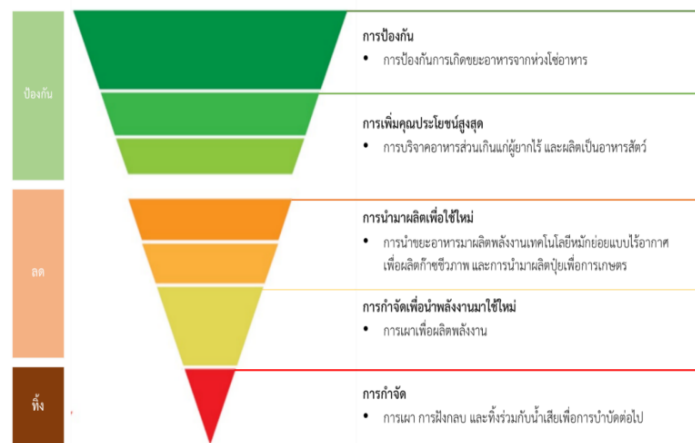 ป้องกัน
การป้องกัน
• การป้องกันการเกิดขยะอาหารจากห่วงโซ่อาหาร
การเพิ่มคุณประโยชน์สูงสุด
• การบริจาคอาหารส่วนเกินแก่ผู้ยากไร้ และผลิตเป็นอาหารสัตว์
ลด
การนำมาผลิตเพื่อใช้ใหม่
• การนำขยะอาหารมาผลิตพลังงานเทคโนโลยีหมักย่อยแบบไร้อากาศ
เพื่อผลิตก๊าซชีวภาพ และการนำมาผลิตปุ๋ยเพื่อการเกษตร
การกำจัดเพื่อนำพลังงานมาใช้ใหม่
• การเผาเพื่อผลิตพลังงาน
ทิ้ง
การกำจัด
• การเผา การฝังกลบ และทิ้งร่วมกับน้ำเสียเพื่อการบำบัดต่อไป